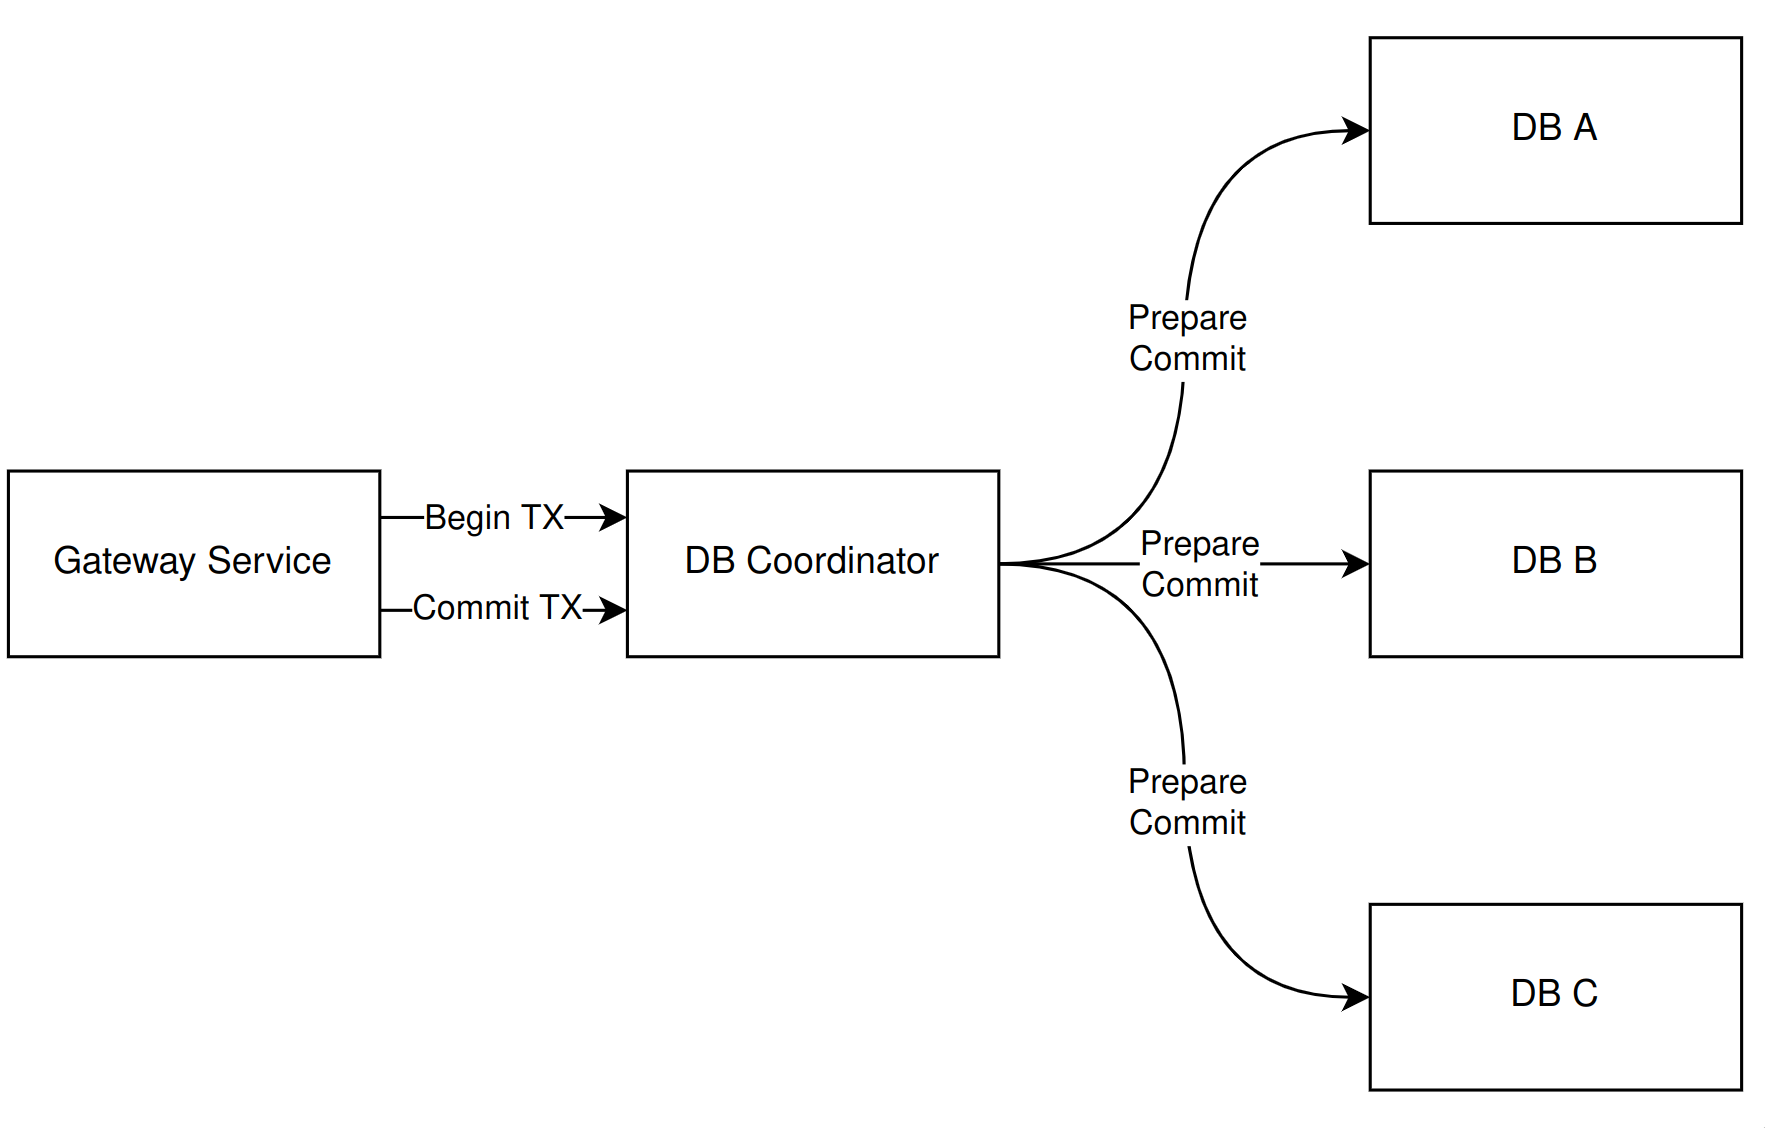 DB A
Prepare
Commit
Gateway Service
Begin TX
Commit TX
DB Coordinator
Prepare
Commit
DB B
Prepare
Commit
DB C